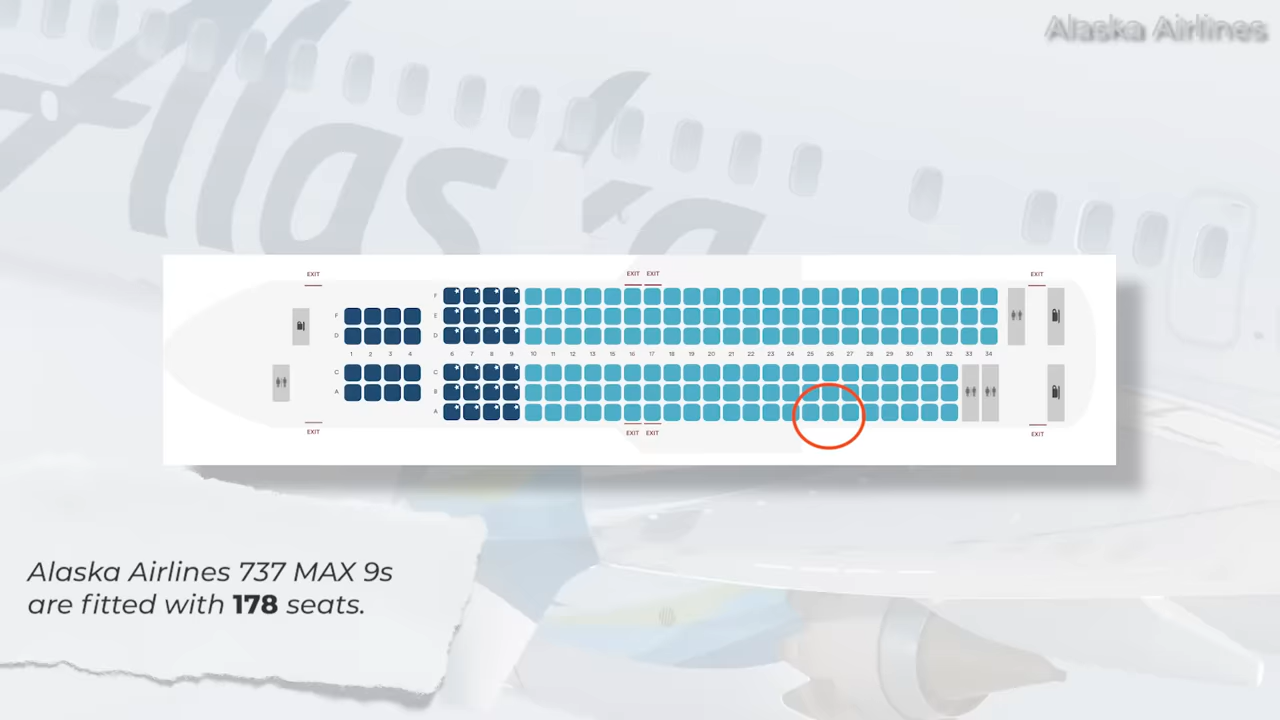 Alaska Airlines
Alaska
EXIT EXIT EXIT EXIT
F
F E
D D
1 2 3 4 6 7 8 9 10 11 12 13 15 16 17 18 19 20 21 22 23 24 25 26 27 28 29 30 31 32 33 34
C C
A B
A
EXIT EXIT EXIT EXIT
Alaska Airlines 737 MAX 9s
are fitted with 178 seats.